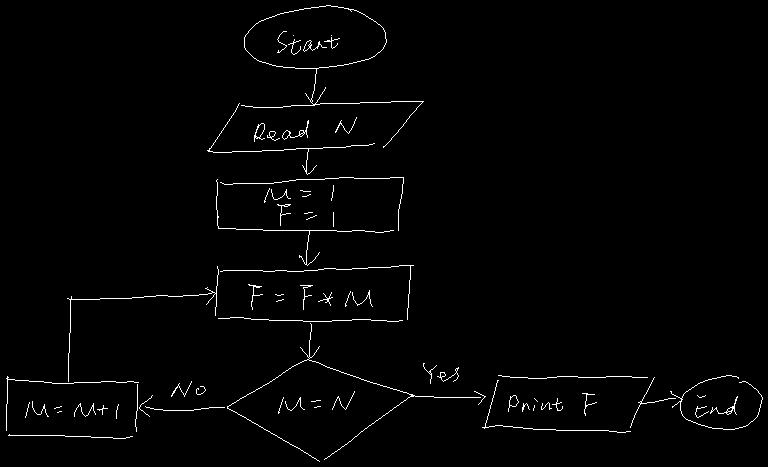 Start
Read N
M = 1
F = 1
F = F * M
M = N
No
M = M+1
Yes
Print F
End